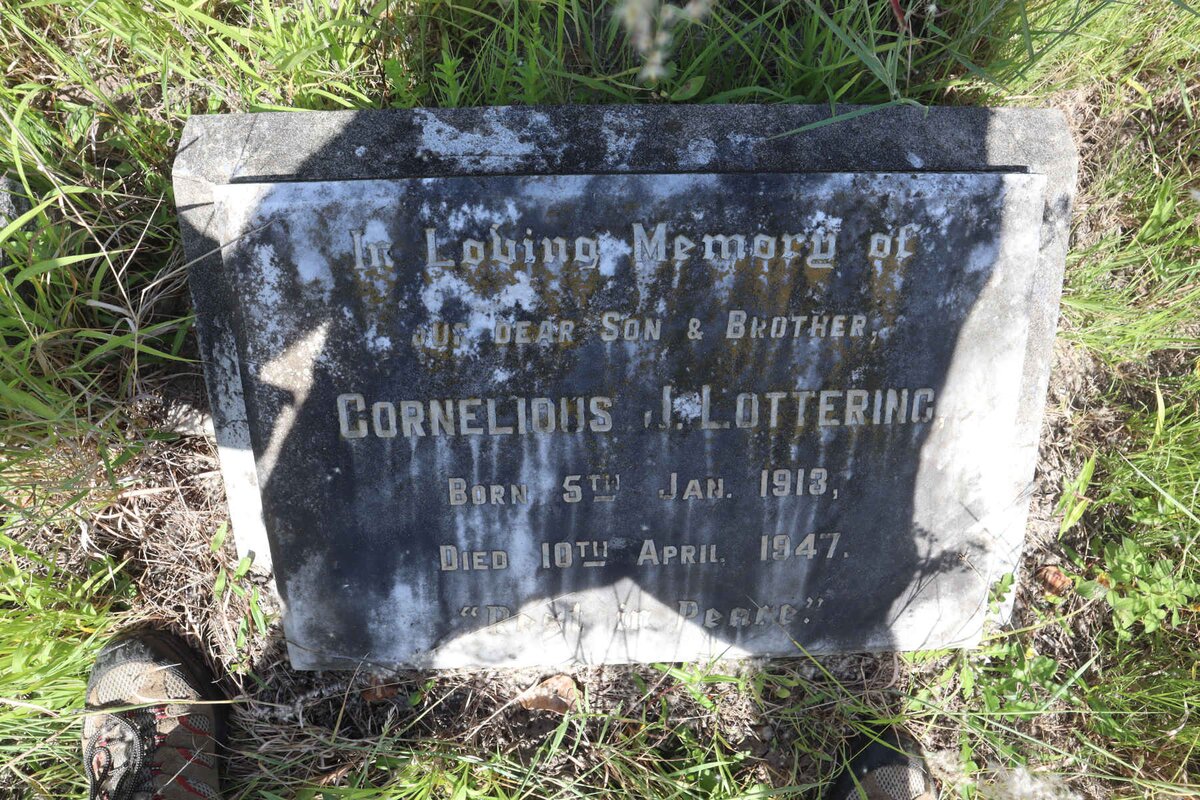 In Loving Memory of
OUR DEAR SON & BROTHER,
CORNELIOUS J. LOTTERING.
BORN 5TH JAN. 1913,
DIED 10TH APRIL. 1947.
"Rest in Peace."